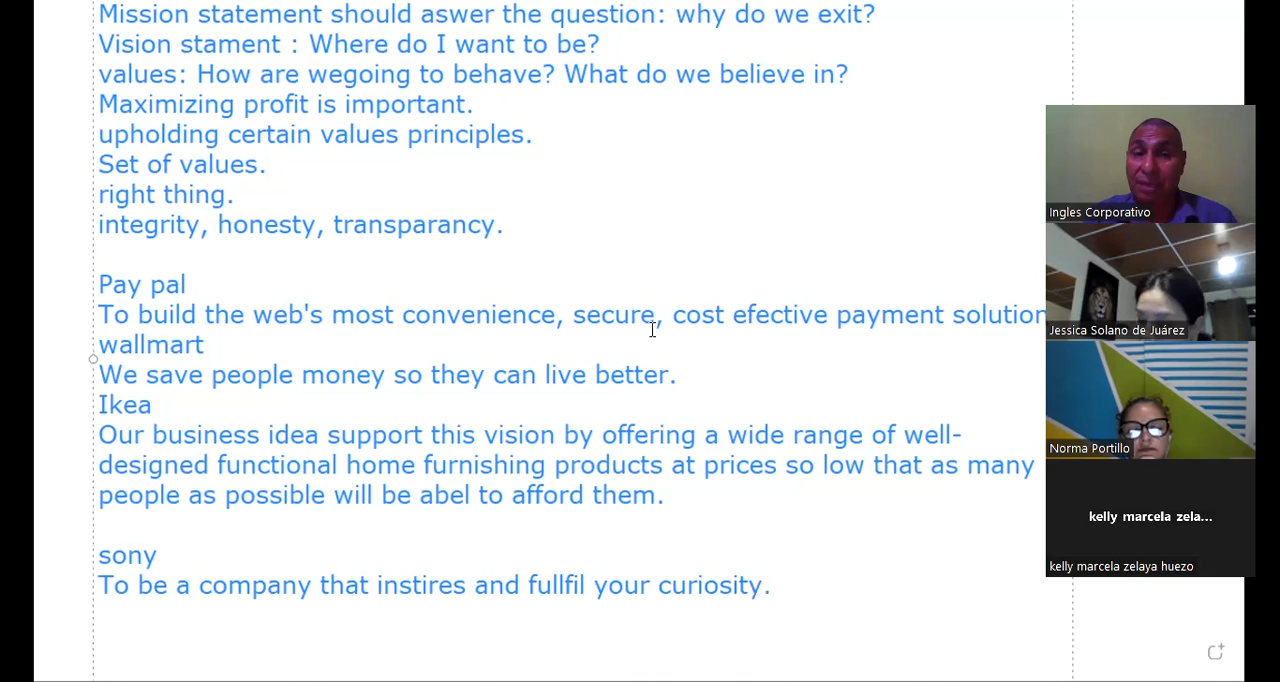 Mission statement should aswer the question: why do we exit?
Vision stament : Where do I want to be?
values: How are wegoing to behave? What do we believe in?
Maximizing profit is important.
upholding certain values principles.
Set of values.
right thing.
integrity, honesty, transparancy.
Pay pal
To build the web's most convenience, secure, cost efective payment solution
wallmart
We save people money so they can live better.
Ikea
Our business idea support this vision by offering a wide range of well-
designed functional home furnishing products at prices so low that as many
people as possible will be abel to afford them.
sony
To be a company that instires and fullfil your curiosity.
Ingles Corporativo
Jessica Solano de Juárez
Norma Portillo
kelly marcela zela...
kelly marcela zelaya huezo